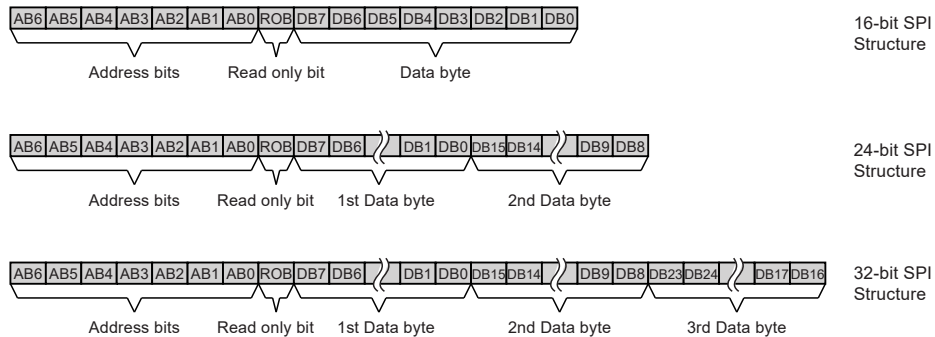 AB6 AB5 AB4 AB3 AB2 AB1 AB0 ROB DB7 DB6 DB5 DB4 DB3 DB2 DB1 DB0
Address bits Read only bit Data byte
16-bit SPI
Structure
AB6 AB5 AB4 AB3 AB2 AB1 AB0 ROB DB7 DB6 DB1 DB0 DB15 DB14 DB9 DB8
Address bits Read only bit 1st Data byte 2nd Data byte
24-bit SPI
Structure
AB6 AB5 AB4 AB3 AB2 AB1 AB0 ROB DB7 DB6 DB1 DB0 DB15 DB14 DB9 DB8 DB23 DB24 DB17 DB16
Address bits Read only bit 1st Data byte 2nd Data byte 3rd Data byte
32-bit SPI
Structure